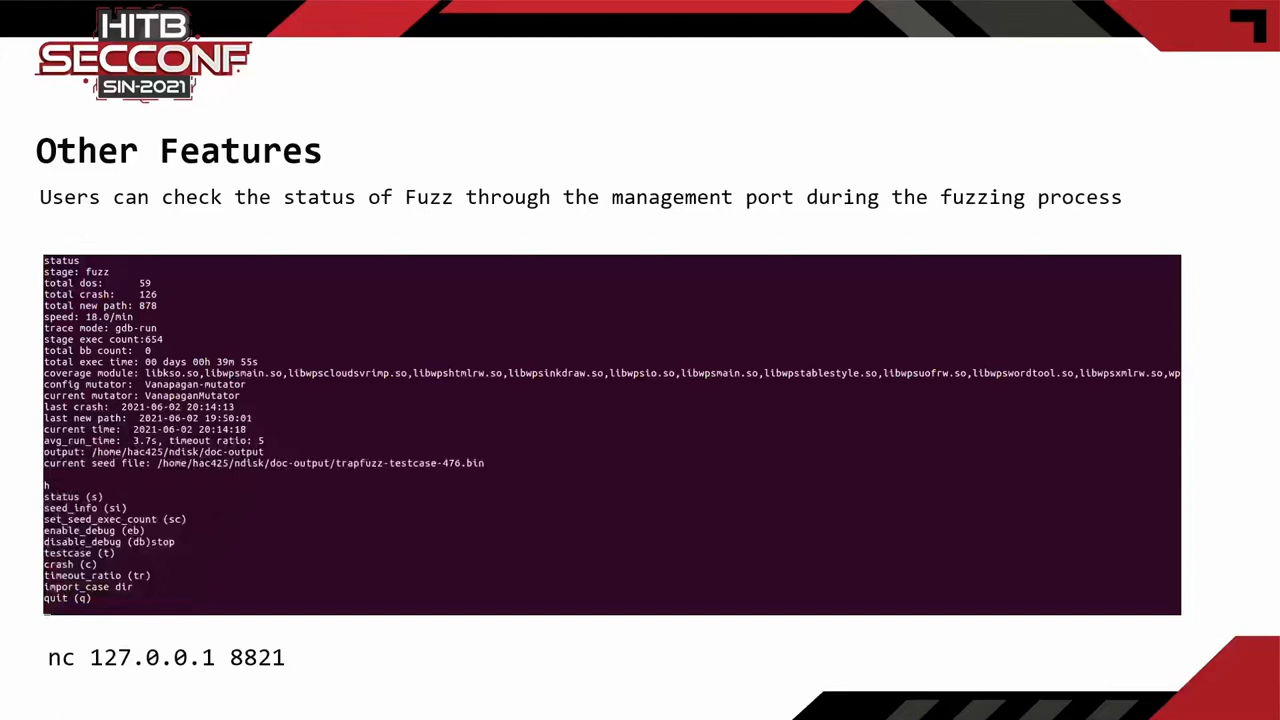 HITB
SECCONF
SIN-2021
Other Features
Users can check the status of Fuzz through the management port during the fuzzing process
status
stage: fuzz
total dos: 59
total crash: 126
total new path: 878
speed: 18.0/min
trace mode: gdb-run
stage exec count:654
total bb count: 0
total exec time: 00 days 00h 39m 55s
coverage module: libkso.so,libwpsmain.so,libwpscloudsvrimp.so,libwpshtmlrw.so,libwpsinkdraw.so,libwpsio.so,libwpsmain.so,libwpstablestyle.so,libwpsuofrw.so,libwpswordtool.so,libwpsxmlrw.so,wp
config mutator: Vanapagan-mutator
current mutator: VanapaganMutator
last crash: 2021-06-02 20:14:13
last new path: 2021-06-02 19:50:01
current time: 2021-06-02 20:14:18
avg_run_time: 3.7s, timeout ratio: 5
output: /home/hac425/ndisk/doc-output
current seed file: /home/hac425/ndisk/doc-output/trapfuzz-testcase-476.bin
h
status (s)
seed_info (si)
set_seed_exec_count (sc)
enable_debug (eb)
disable_debug (db)stop
testcase (t)
crash (c)
timeout_ratio (tr)
import_case dir
quit (q)
nc 127.0.0.1 8821